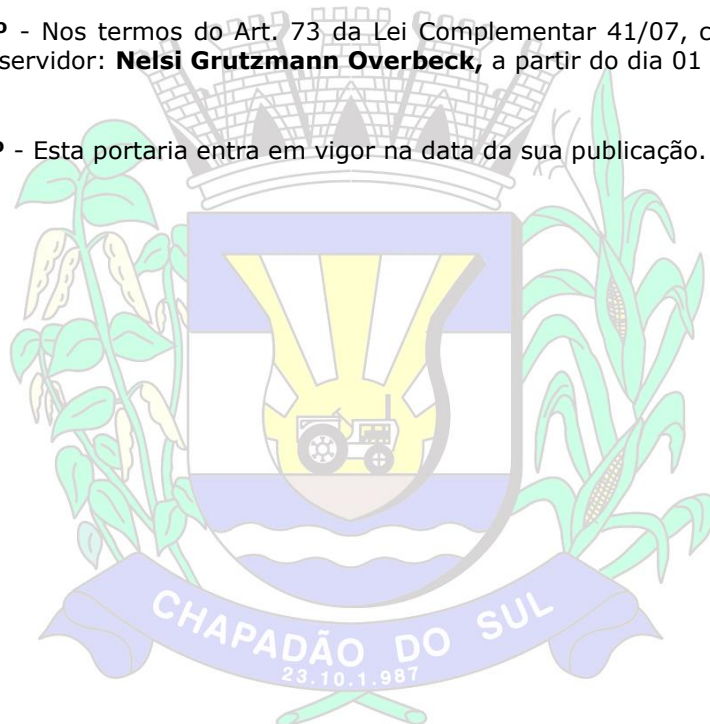 º - Nos termos do Art. 73 da Lei Complementar 41/07, c
servidor: Nelsi Grutzmann Overbeck, a partir do dia 01
º - Esta portaria entra em vigor na data da sua publicação.
CHAPADÃO DO SUL
23.10.1.987